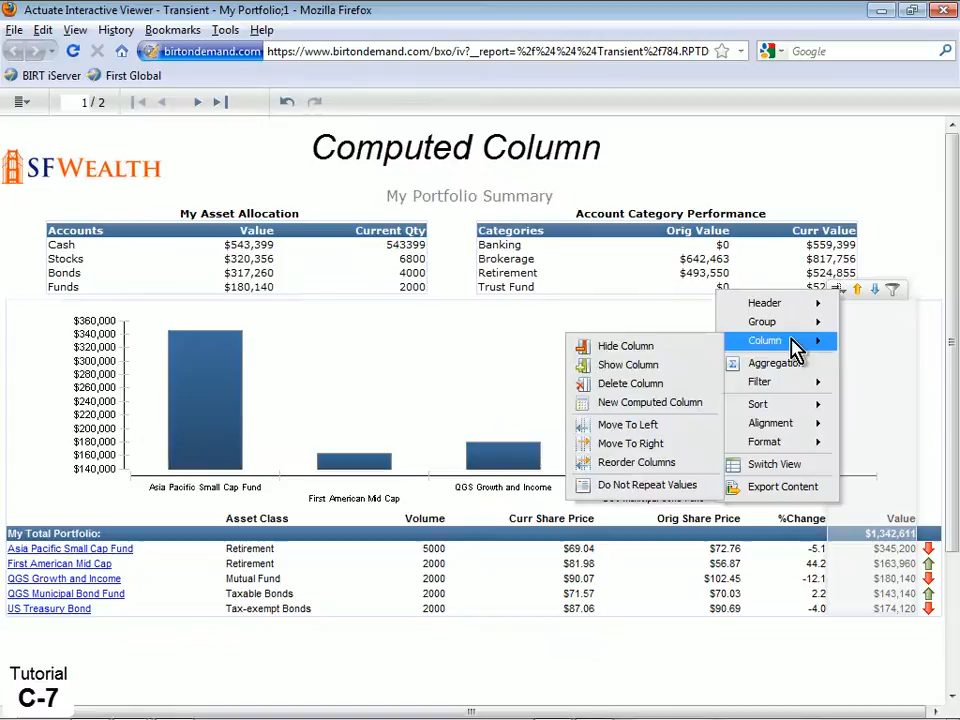 Actuate Interactive Viewer - Transient - My Portfolio;1 - Mozilla Firefox
File Edit View History Bookmarks Tools Help
birtondemand.com https://www.birtondemand.com/bxo/iv?__report=%2f%24%24%24Transient%2f784.RPTD Google
BIRT iServer First Global
1 / 2
Computed Column
SFWEALTH
My Portfolio Summary
My Asset Allocation Account Category Performance
Accounts Value Current Qty Categories Orig Value Curr Value
Cash $543,399 543399 Banking $0 $559,399
Stocks $320,356 6800 Brokerage $642,463 $817,756
Bonds $317,260 4000 Retirement $493,550 $524,855
Funds $180,140 2000 Trust Fund $0
Header
Group
Column
Aggregation
Filter
Sort
Alignment
Format
Switch View
Export Content
Hide Column
Show Column
Delete Column
New Computed Column
Move To Left
Move To Right
Reorder Columns
Do Not Repeat Values
$360,000
$340,000
$320,000
$300,000
$280,000
$260,000
$240,000
$220,000
$200,000
$180,000
$160,000
$140,000
Asia Pacific Small Cap Fund First American Mid Cap QGS Growth and Income
Asset Class Volume Curr Share Price Orig Share Price %Change Value
My Total Portfolio: $1,342,611
Asia Pacific Small Cap Fund Retirement 5000 $69.04 $72.76 -5.1 $345,200
First American Mid Cap Retirement 2000 $81.98 $56.87 44.2 $163,960
QGS Growth and Income Mutual Fund 2000 $90.07 $102.45 -12.1 $180,140
QGS Municipal Bond Fund Taxable Bonds 2000 $71.57 $70.03 2.2 $143,140
US Treasury Bond Tax-exempt Bonds 2000 $87.06 $90.69 -4.0 $174,120
Tutorial
C-7